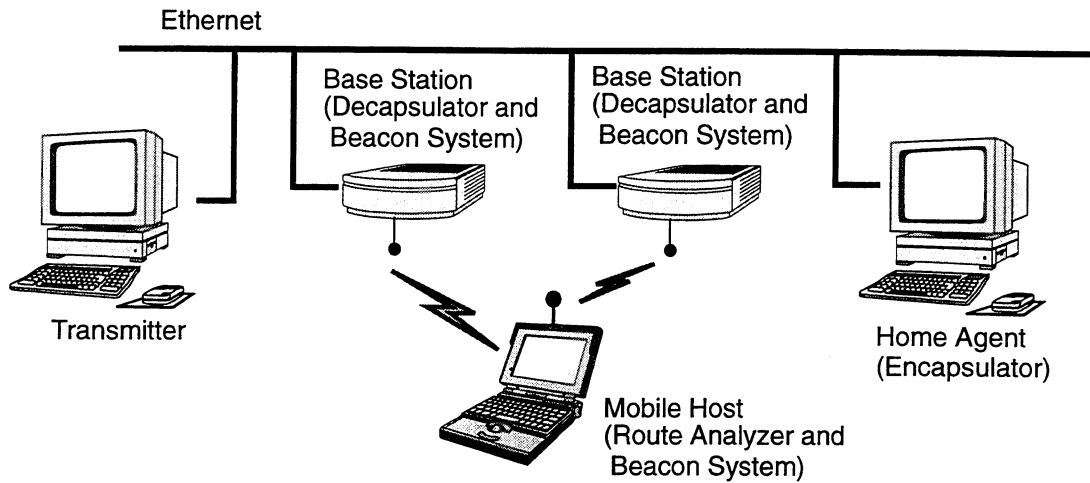 Ethernet
Base Station
(Decapsulator and
Beacon System)
Base Station
(Decapsulator and
Beacon System)
Transmitter
Home Agent
(Encapsulator)
Mobile Host
(Route Analyzer and
Beacon System)